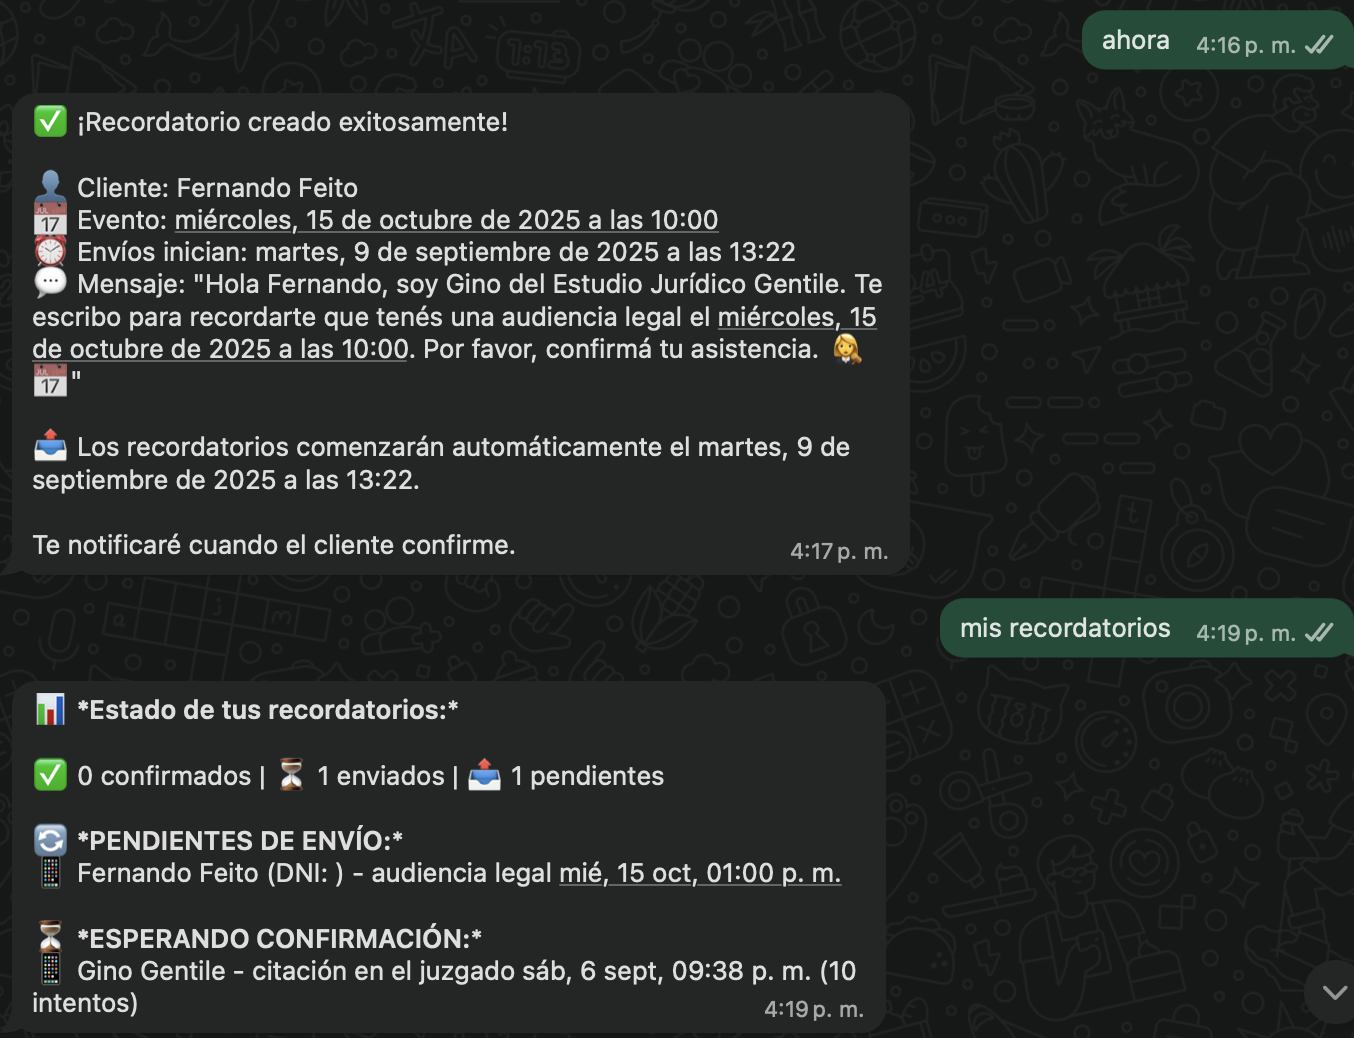 ahora 4:16 p. m.
¡Recordatorio creado exitosamente!
Cliente: Fernando Feito
Evento: miércoles, 15 de octubre de 2025 a las 10:00
Envíos inician: martes, 9 de septiembre de 2025 a las 13:22
Mensaje: "Hola Fernando, soy Gino del Estudio Jurídico Gentile. Te
escribo para recordarte que tenés una audiencia legal el miércoles, 15
de octubre de 2025 a las 10:00. Por favor, confirmá tu asistencia.
"
Los recordatorios comenzarán automáticamente el martes, 9 de
septiembre de 2025 a las 13:22.
Te notificaré cuando el cliente confirme.
4:17 p. m.
mis recordatorios 4:19 p. m.
*Estado de tus recordatorios:*
0 confirmados | 1 enviados | 1 pendientes
*PENDIENTES DE ENVÍO:*
Fernando Feito (DNI: ) - audiencia legal mié, 15 oct, 01:00 p. m.
*ESPERANDO CONFIRMACIÓN:*
Gino Gentile - citación en el juzgado sáb, 6 sept, 09:38 p. m. (10
intentos)
4:19 p. m.